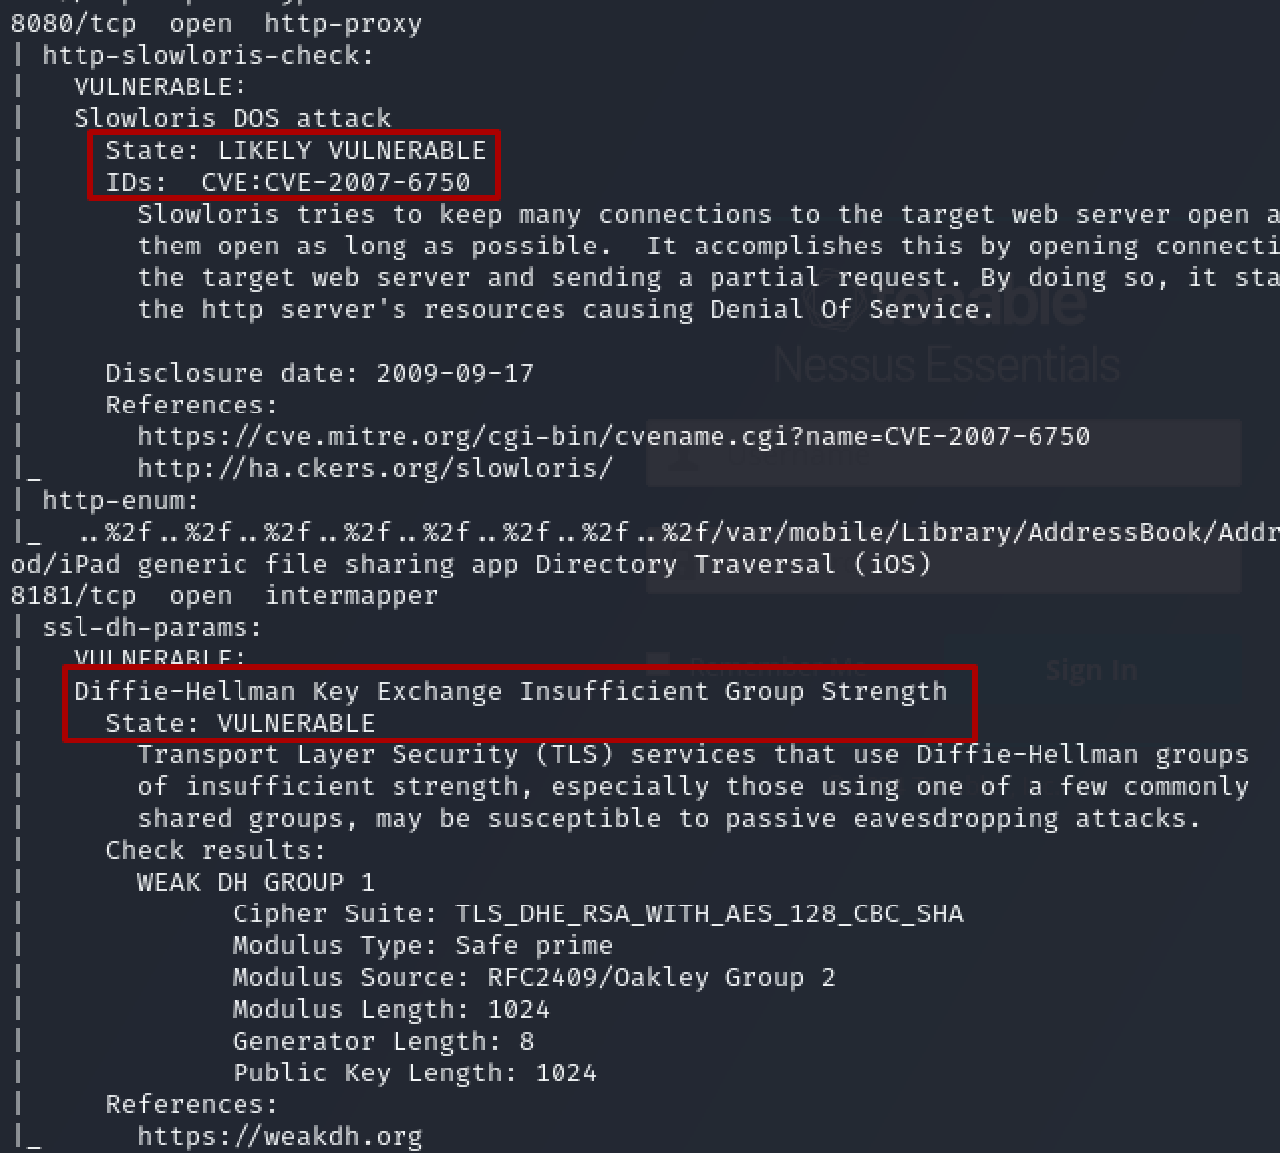 8080/tcp  open  http-proxy
| http-slowloris-check:
|   VULNERABLE:
|   Slowloris DOS attack
|     State: LIKELY VULNERABLE
|     IDs:  CVE:CVE-2007-6750
|       Slowloris tries to keep many connections to the target web server open a
|       them open as long as possible.  It accomplishes this by opening connecti
|       the target web server and sending a partial request. By doing so, it sta
|       the http server's resources causing Denial Of Service.
|
|     Disclosure date: 2009-09-17
|     References:
|       https://cve.mitre.org/cgi-bin/cvename.cgi?name=CVE-2007-6750
|_      http://ha.ckers.org/slowloris/
| http-enum:
|_  ..%2f..%2f..%2f..%2f..%2f..%2f..%2f..%2f/var/mobile/Library/AddressBook/Addr
od/iPad generic file sharing app Directory Traversal (iOS)
8181/tcp  open  intermapper
| ssl-dh-params:
|   VULNERABLE:
|   Diffie-Hellman Key Exchange Insufficient Group Strength
|     State: VULNERABLE
|       Transport Layer Security (TLS) services that use Diffie-Hellman groups
|       of insufficient strength, especially those using one of a few commonly
|       shared groups, may be susceptible to passive eavesdropping attacks.
|     Check results:
|       WEAK DH GROUP 1
|             Cipher Suite: TLS_DHE_RSA_WITH_AES_128_CBC_SHA
|             Modulus Type: Safe prime
|             Modulus Source: RFC2409/Oakley Group 2
|             Modulus Length: 1024
|             Generator Length: 8
|             Public Key Length: 1024
|     References:
|_      https://weakdh.org
tenable
Nessus Essentials
Remember Me
Sign In